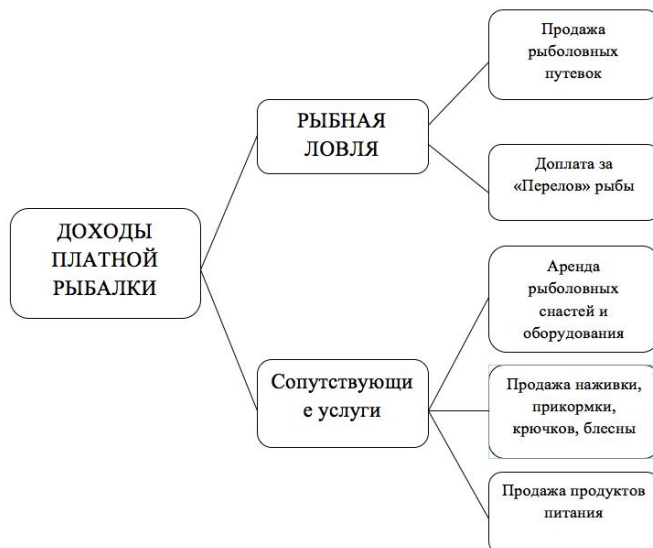 ДОХОДЫ
ПЛАТНОЙ
РЫБАЛКИ
РЫБНАЯ
ЛОВЛЯ
Продажа
рыболовных
путевок
Доплата за
«Перелов» рыбы
Сопутствующи
е услуги
Аренда
рыболовных
снастей и
оборудования
Продажа наживки,
прикормки,
крючков, блесны
Продажа продуктов
питания